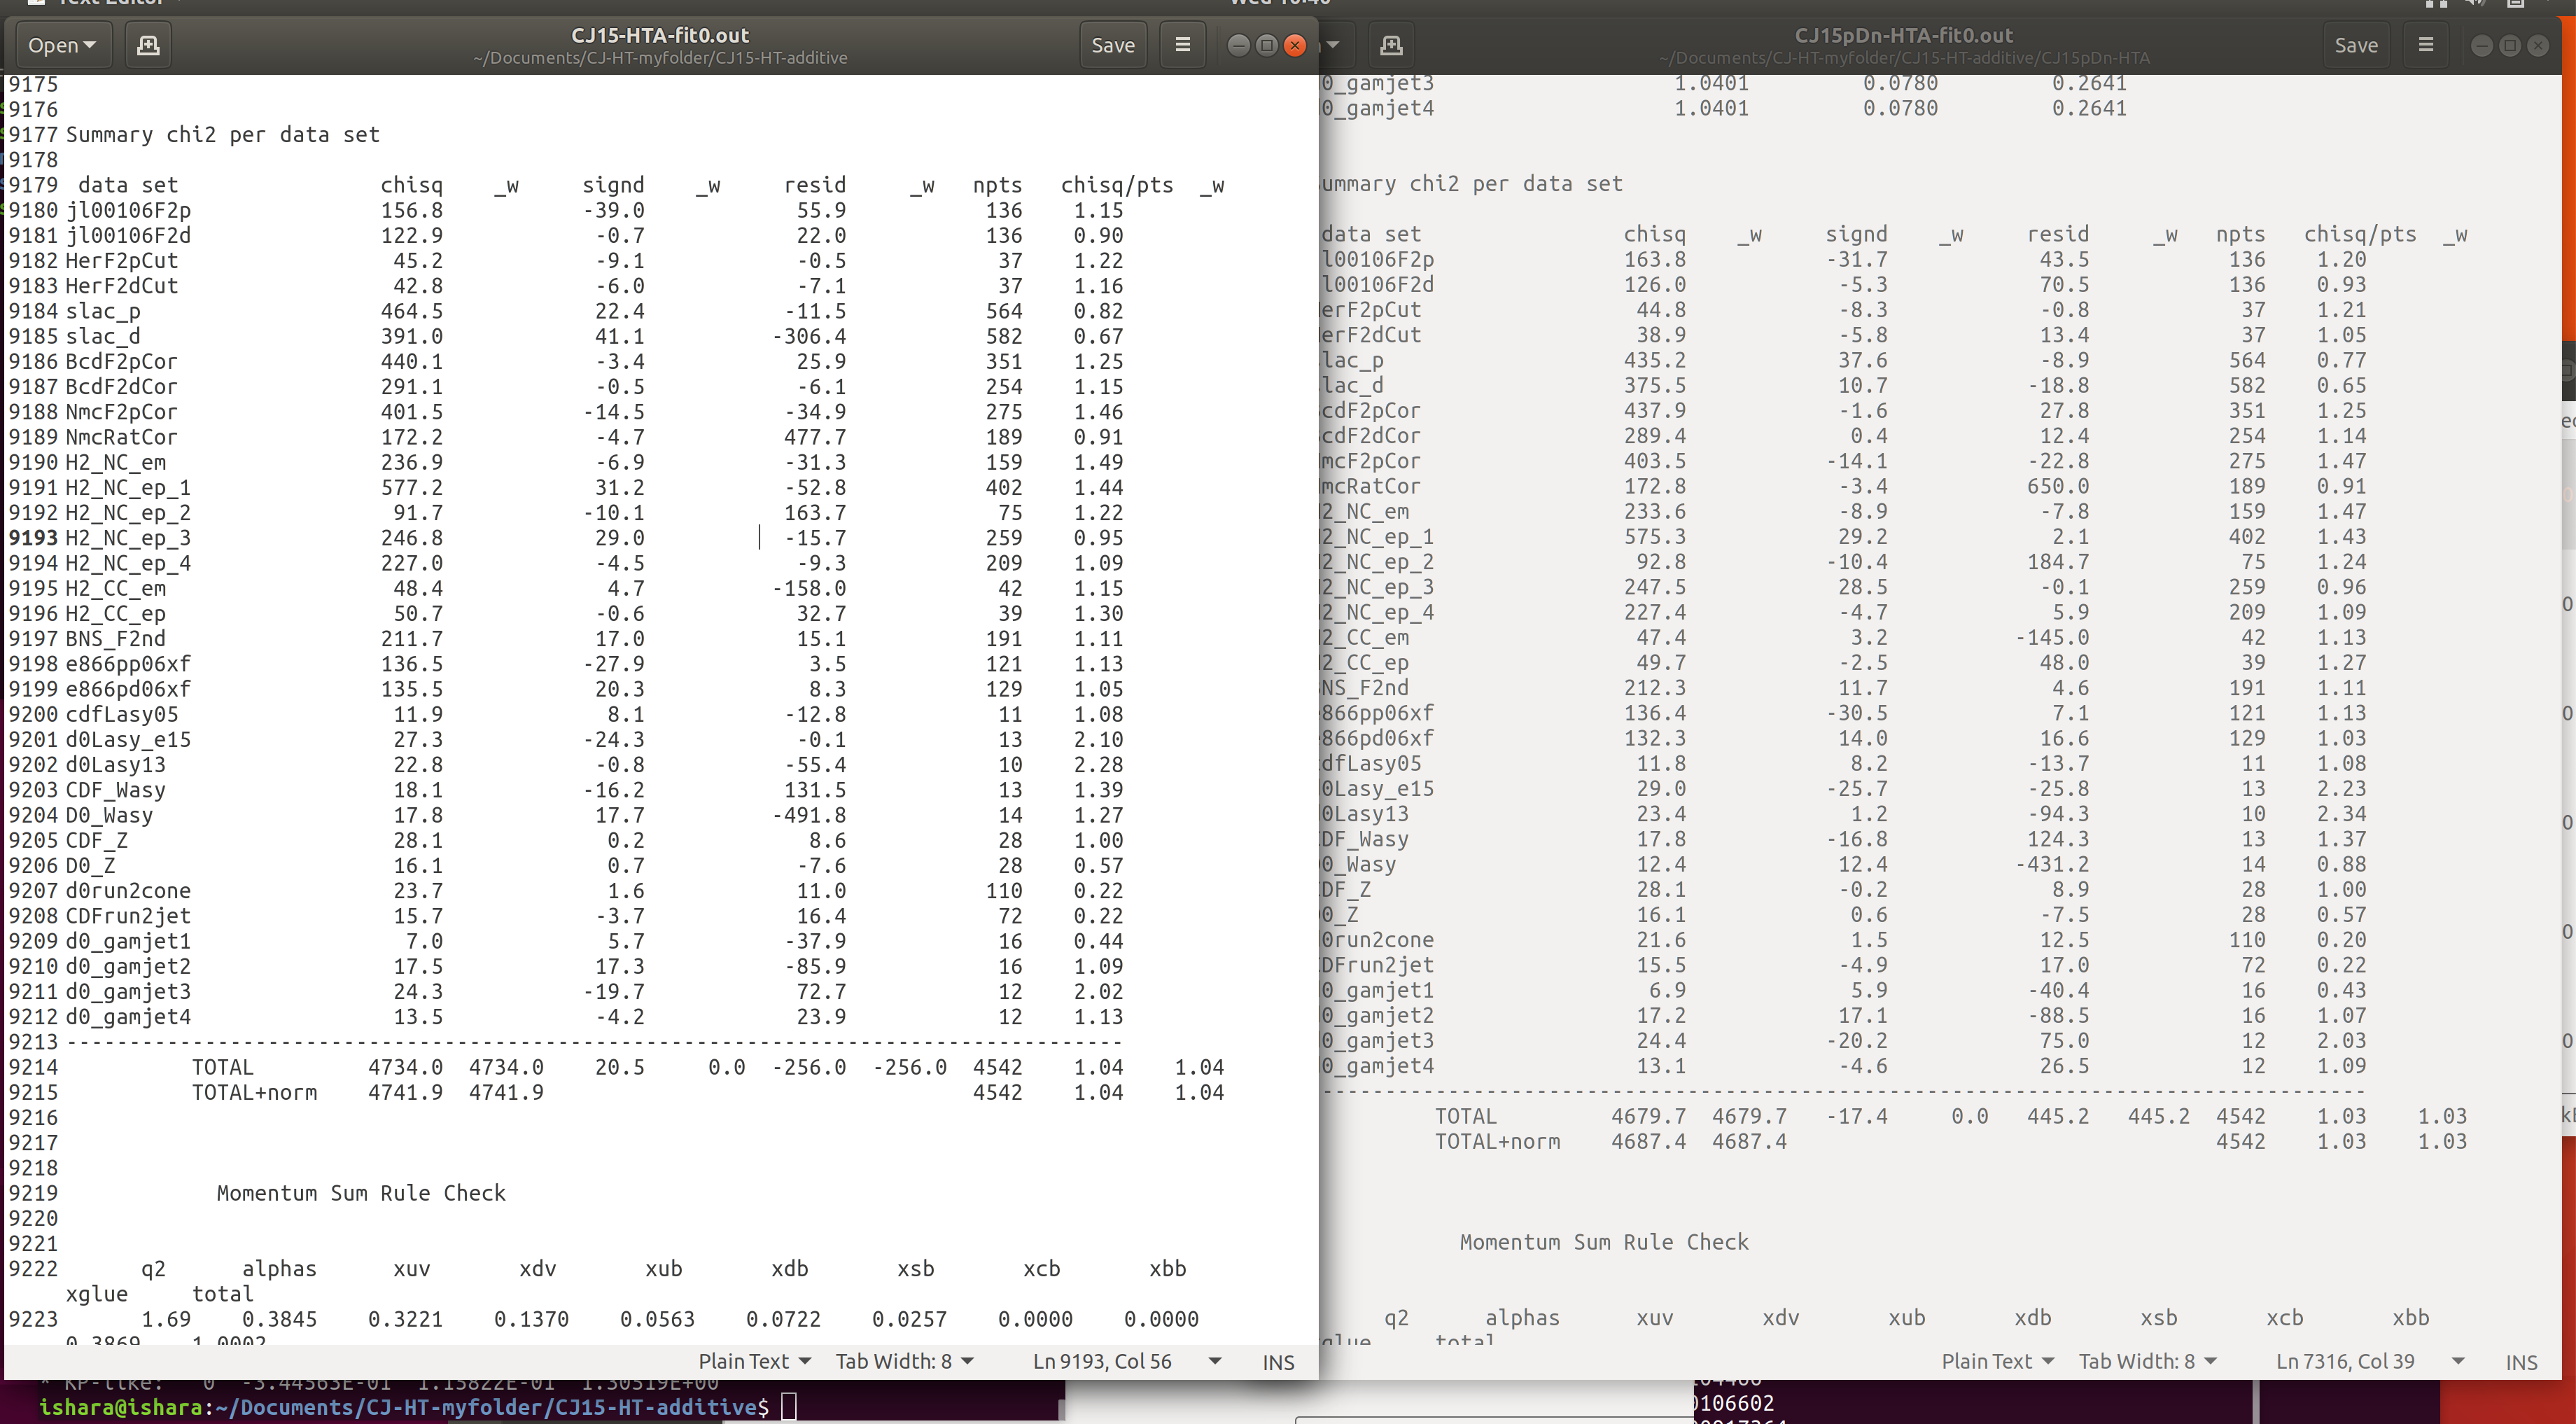 Open
CJ15-HTA-fit0.out
~/Documents/CJ-HT-myfolder/CJ15-HT-additive
Save
9175
9176
9177 Summary chi2 per data set
9178
9179 data set chisq _w signd _w resid _w npts chisq/pts _w
9180 jl00106F2p 156.8 -39.0 55.9 136 1.15
9181 jl00106F2d 122.9 -0.7 22.0 136 0.90
9182 HerF2pCut 45.2 -9.1 -0.5 37 1.22
9183 HerF2dCut 42.8 -6.0 -7.1 37 1.16
9184 slac_p 464.5 22.4 -11.5 564 0.82
9185 slac_d 391.0 41.1 -306.4 582 0.67
9186 BcdF2pCor 440.1 -3.4 25.9 351 1.25
9187 BcdF2dCor 291.1 -0.5 -6.1 254 1.15
9188 NmcF2pCor 401.5 -14.5 -34.9 275 1.46
9189 NmcRatCor 172.2 -4.7 477.7 189 0.91
9190 H2_NC_em 236.9 -6.9 -31.3 159 1.49
9191 H2_NC_ep_1 577.2 31.2 -52.8 402 1.44
9192 H2_NC_ep_2 91.7 -10.1 163.7 75 1.22
9193 H2_NC_ep_3 246.8 29.0 -15.7 259 0.95
9194 H2_NC_ep_4 227.0 -4.5 -9.3 209 1.09
9195 H2_CC_em 48.4 4.7 -158.0 42 1.15
9196 H2_CC_ep 50.7 -0.6 32.7 39 1.30
9197 BNS_F2nd 211.7 17.0 15.1 191 1.11
9198 e866pp06xf 136.5 -27.9 3.5 121 1.13
9199 e866pd06xf 135.5 20.3 8.3 129 1.05
9200 cdfLasy05 11.9 8.1 -12.8 11 1.08
9201 d0Lasy_e15 27.3 -24.3 -0.1 13 2.10
9202 d0Lasy13 22.8 -0.8 -55.4 10 2.28
9203 CDF_Wasy 18.1 -16.2 131.5 13 1.39
9204 D0_Wasy 17.8 17.7 -491.8 14 1.27
9205 CDF_Z 28.1 0.2 8.6 28 1.00
9206 D0_Z 16.1 0.7 -7.6 28 0.57
9207 d0run2cone 23.7 1.6 11.0 110 0.22
9208 CDFrun2jet 15.7 -3.7 16.4 72 0.22
9209 d0_gamjet1 7.0 5.7 -37.9 16 0.44
9210 d0_gamjet2 17.5 17.3 -85.9 16 1.09
9211 d0_gamjet3 24.3 -19.7 72.7 12 2.02
9212 d0_gamjet4 13.5 -4.2 23.9 12 1.13
9213 ------------------------------------------------------------------------------------
9214 TOTAL 4734.0 4734.0 20.5 0.0 -256.0 -256.0 4542 1.04 1.04
9215 TOTAL+norm 4741.9 4741.9 4542 1.04 1.04
9216
9217
9218
9219 Momentum Sum Rule Check
9220
9221
9222 q2 alphas xuv xdv xub xdb xsb xcb xbb
xglue total
9223 1.69 0.3845 0.3221 0.1370 0.0563 0.0722 0.0257 0.0000 0.0000
0.3869 1.0002
Plain Text Tab Width: 8 Ln 9193, Col 56 INS
CJ15pDn-HTA-fit0.out
~/Documents/CJ-HT-myfolder/CJ15-HT-additive/CJ15pDn-HTA
Save
0_gamjet3 1.0401 0.0780 0.2641
0_gamjet4 1.0401 0.0780 0.2641
ummary chi2 per data set
data set chisq _w signd _w resid _w npts chisq/pts _w
l00106F2p 163.8 -31.7 43.5 136 1.20
l00106F2d 126.0 -5.3 70.5 136 0.93
erF2pCut 44.8 -8.3 -0.8 37 1.21
erF2dCut 38.9 -5.8 13.4 37 1.05
lac_p 435.2 37.6 -8.9 564 0.77
lac_d 375.5 10.7 -18.8 582 0.65
cdF2pCor 437.9 -1.6 27.8 351 1.25
cdF2dCor 289.4 0.4 12.4 254 1.14
mcF2pCor 403.5 -14.1 -22.8 275 1.47
mcRatCor 172.8 -3.4 650.0 189 0.91
2_NC_em 233.6 -8.9 -7.8 159 1.47
2_NC_ep_1 575.3 29.2 2.1 402 1.43
2_NC_ep_2 92.8 -10.4 184.7 75 1.24
2_NC_ep_3 247.5 28.5 -0.1 259 0.96
2_NC_ep_4 227.4 -4.7 5.9 209 1.09
2_CC_em 47.4 3.2 -145.0 42 1.13
2_CC_ep 49.7 -2.5 48.0 39 1.27
NS_F2nd 212.3 11.7 4.6 191 1.11
866pp06xf 136.4 -30.5 7.1 121 1.13
866pd06xf 132.3 14.0 16.6 129 1.03
dfLasy05 11.8 8.2 -13.7 11 1.08
0Lasy_e15 29.0 -25.7 -25.8 13 2.23
0Lasy13 23.4 1.2 -94.3 10 2.34
DF_Wasy 17.8 -16.8 124.3 13 1.37
0_Wasy 12.4 12.4 -431.2 14 0.88
DF_Z 28.1 -0.2 8.9 28 1.00
0_Z 16.1 0.6 -7.5 28 0.57
0run2cone 21.6 1.5 12.5 110 0.20
DFrun2jet 15.5 -4.9 17.0 72 0.22
0_gamjet1 6.9 5.9 -40.4 16 0.43
0_gamjet2 17.2 17.1 -88.5 16 1.07
0_gamjet3 24.4 -20.2 75.0 12 2.03
0_gamjet4 13.1 -4.6 26.5 12 1.09
------------------------------------------------------------------------------------
TOTAL 4679.7 4679.7 -17.4 0.0 445.2 445.2 4542 1.03 1.03
TOTAL+norm 4687.4 4687.4 4542 1.03 1.03
Momentum Sum Rule Check
q2 alphas xuv xdv xub xdb xsb xcb xbb
total
Plain Text Tab Width: 8 Ln 7316, Col 39 INS
* KP-like: 0 -3.44563E-01 1.15822E-01 1.30519E+00
ishara@ishara:~/Documents/CJ-HT-myfolder/CJ15-HT-additive$
0106602